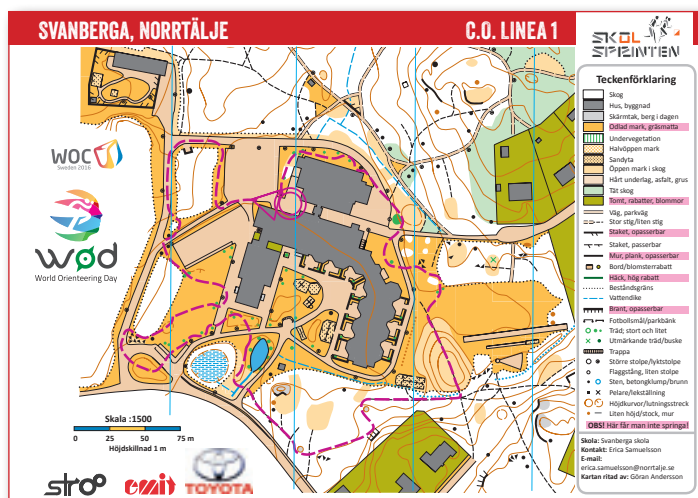 SVANBERGA, NORRTÄLJE
C.O. LINEA 1
SKOL
SPRINTEN
WOC
Sweden 2016
wod
World Orienteering Day
Skala :1500
0 25 50 75 m
Höjdskillnad 1 m
emit
TOYOTA
Teckenförklaring
Skog
Hus, byggnad
Skärmtak, berg i dagen
Odlad mark, gräsmatta
Undervegetation
Halvöppen mark
Sandyta
Öppen mark i skog
Hårt underlag, asfalt, grus
Tät skog
Tomt, rabatter, blommor
Väg, parkväg
Stor stig/liten stig
Staket, opasserbar
Staket, passerbar
Mur, plank, opasserbar
Bord/blomsterrabatt
Häck, hög rabatt
Beståndsgräns
Vattendike
Brant, opasserbar
Fotbollsmål/parkbänk
Träd; stort och litet
Utmärkande träd/buske
Trappa
Större stolpe/lyktstolpe
Flaggstång, liten stolpe
Sten, betongklump/brunn
Pelare/lekställning
Höjdkurvor/lutningsstreck
Liten höjd/stock, mur
OBS! Här får man inte springa!
Skola: Svanberga skola
Kontakt: Erica Samuelsson
E-mail:
erica.samuelsson@norrtalje.se
Kartan ritad av: Göran Andersson